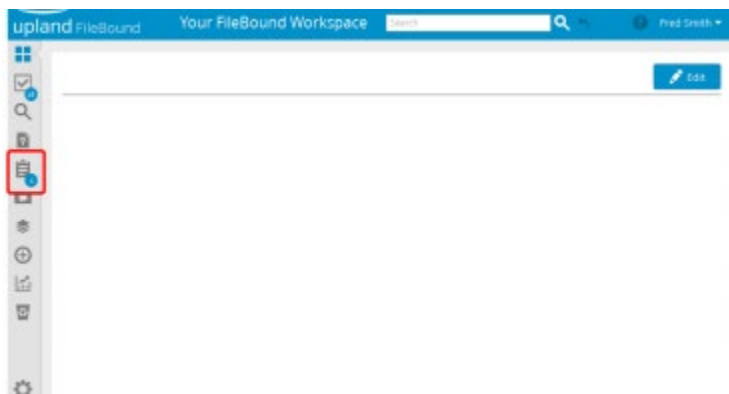 upland FileBound
Your FileBound Workspace
Search
Fred Smith
Edit